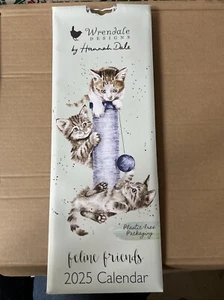 Wrendale
DESIGNS
by Hannah Dale
Plastic-free
Packaging
feline friends
2025 Calendar